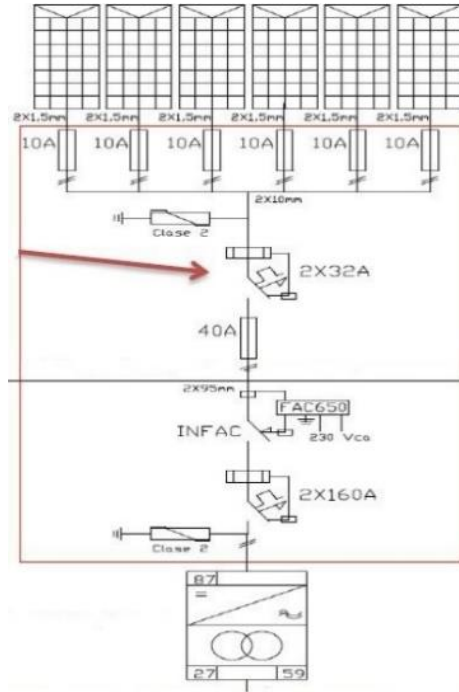 2X1,5mm 2X1,5mm 2X1,5mm 2X1,5mm 2X1,5mm 2X1,5mm
10A 10A 10A 10A 10A 10A
2X10mm
Clase 2
2X32A
40A
2X95mm
FAC650
INFAC
230 Vca
2X160A
Clase 2
87
27 59